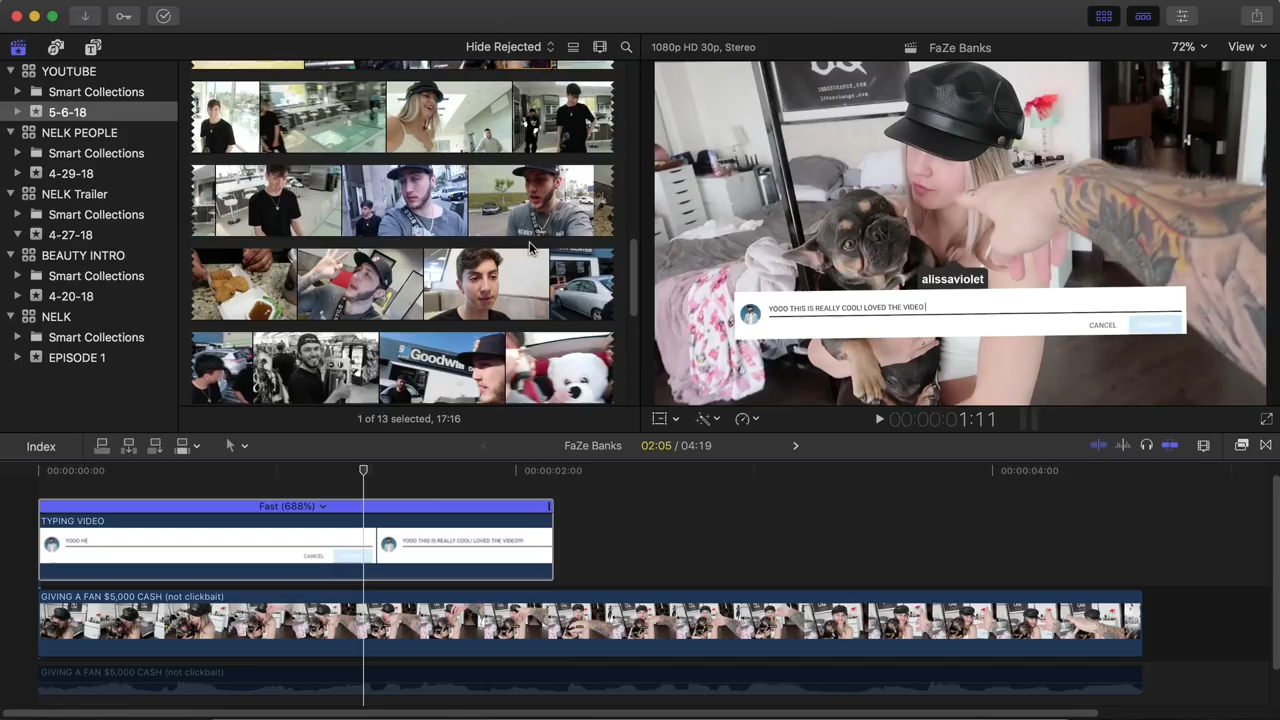 Hide Rejected
1080p HD 30p, Stereo
FaZe Banks
72%
View
YOUTUBE
Smart Collections
5-6-18
NELK PEOPLE
Smart Collections
4-29-18
NELK Trailer
Smart Collections
4-27-18
BEAUTY INTRO
Smart Collections
4-20-18
NELK
Smart Collections
EPISODE 1
Goodwill
alissaviolet
YOOO THIS IS REALLY COOL! LOVED THE VIDEO
CANCEL
1 of 13 selected, 17:16
00:00:01:11
Index
FaZe Banks
02:05 / 04:19
00:00:00:00
00:00:02:00
00:00:04:00
Fast (688%)
TYPING VIDEO
YOOO HE
CANCEL
YOOO THIS IS REALLY COOL! LOVED THE VIDEO!!!!
GIVING A FAN $5,000 CASH (not clickbait)
GIVING A FAN $5,000 CASH (not clickbait)